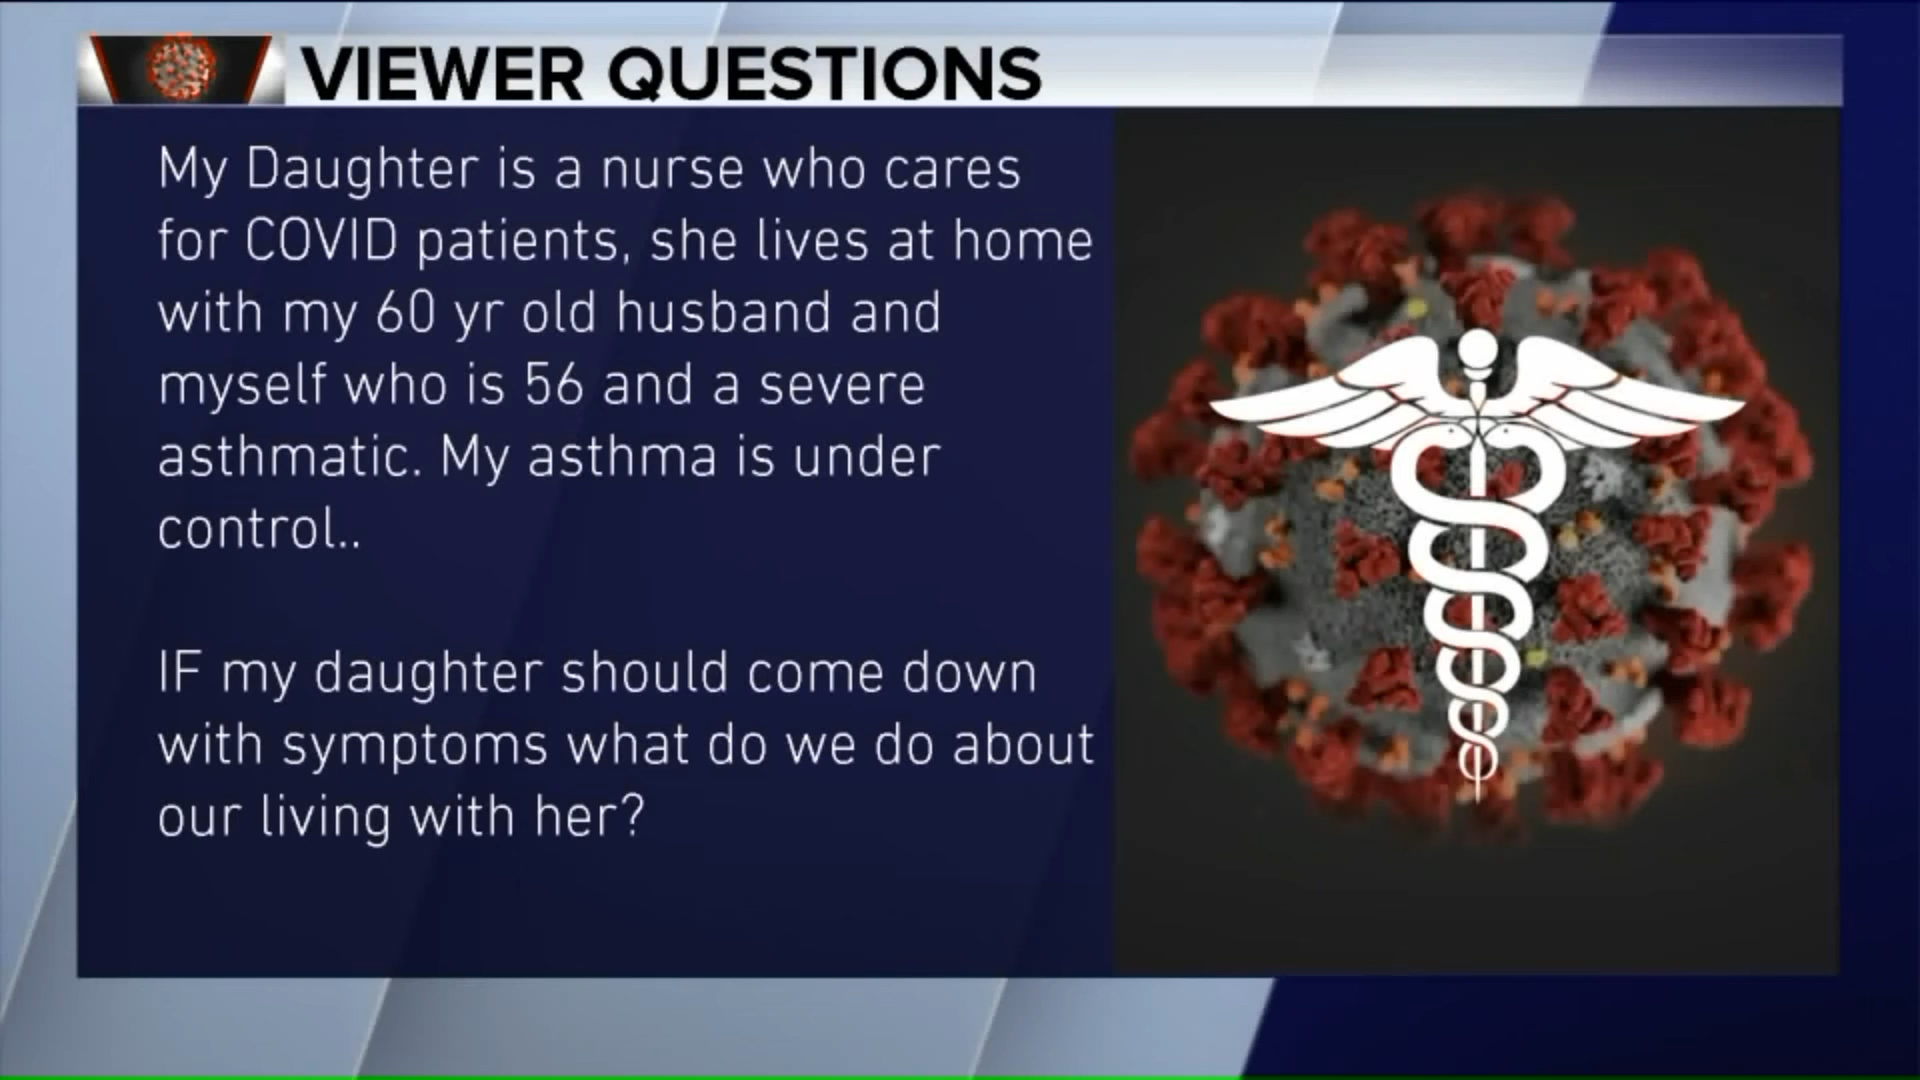 VIEWER QUESTIONS
My Daughter is a nurse who cares
for COVID patients, she lives at home
with my 60 yr old husband and
myself who is 56 and a severe
asthmatic. My asthma is under
control..
IF my daughter should come down
with symptoms what do we do about
our living with her?